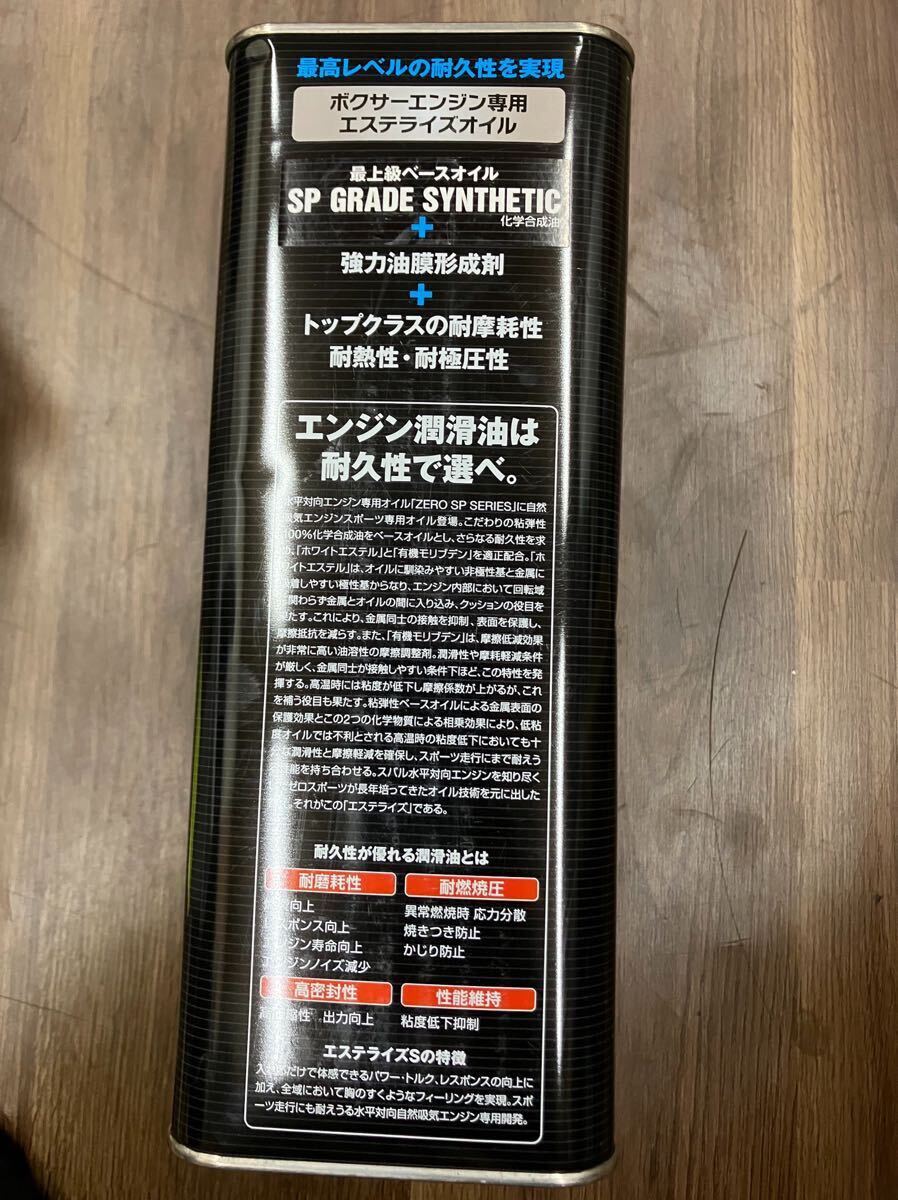 最高レベルの耐久性を実現
ボクサーエンジン専用
エステライズオイル
最上級ベースオイル
SP GRADE SYNTHETIC
化学合成油
+
強力油膜形成剤
+
トップクラスの耐摩耗性
耐熱性・耐極圧性
エンジン潤滑油は
耐久性で選べ。
水平対向エンジン専用オイル「ZERO SP SERIES」に自然
吸気エンジンスポーツ専用オイル登場。こだわりの粘弾性
100%化学合成油をベースオイルとし、さらなる耐久性を求
め、「ホワイトエステル」と「有機モリブデン」を適正配合。「ホ
ワイトエステル」は、オイルに馴染みやすい非極性基と金属に
着しやすい極性基からなり、エンジン内部において回転域
関わらず金属とオイルの間に入り込み、クッションの役目を
果たす。これにより、金属同士の接触を抑制、表面を保護し、
摩擦抵抗を減らす。また、「有機モリブデン」は、摩擦低減効果
が非常に高い油溶性の摩擦調整剤。潤滑性や摩耗軽減条件
が厳しく、金属同士が接触しやすい条件下ほど、この特性を発
揮する。高温時には粘度が低下し摩擦係数が上がるが、これ
を補う役目も果たす。粘弾性ベースオイルによる金属表面の
保護効果とこの2つの化学物質による相乗効果により、低粘
度オイルでは不利とされる高温時の粘度低下においても十
分な潤滑性と摩擦軽減を確保し、スポーツ走行にまで耐えう
性能を持ち合わせる。スバル水平対向エンジンを知り尽く
ゼロスポーツが長年培ってきたオイル技術を元に出した
。それがこの「エステライズ」である。
耐久性が優れる潤滑油とは
耐磨耗性
向上
レスポンス向上
エンジン寿命向上
エンジンノイズ減少
耐燃焼圧
異常燃焼時 応力分散
焼きつき防止
かじり防止
高密封性
性 出力向上
性能維持
粘度低下抑制
エステライズSの特徴
入れるだけで体感できるパワー・トルク、レスポンスの向上に
加え、全域において胸のすくようなフィーリングを実現。スポ
ーツ走行にも耐えうる水平対向自然吸気エンジン専用開発。